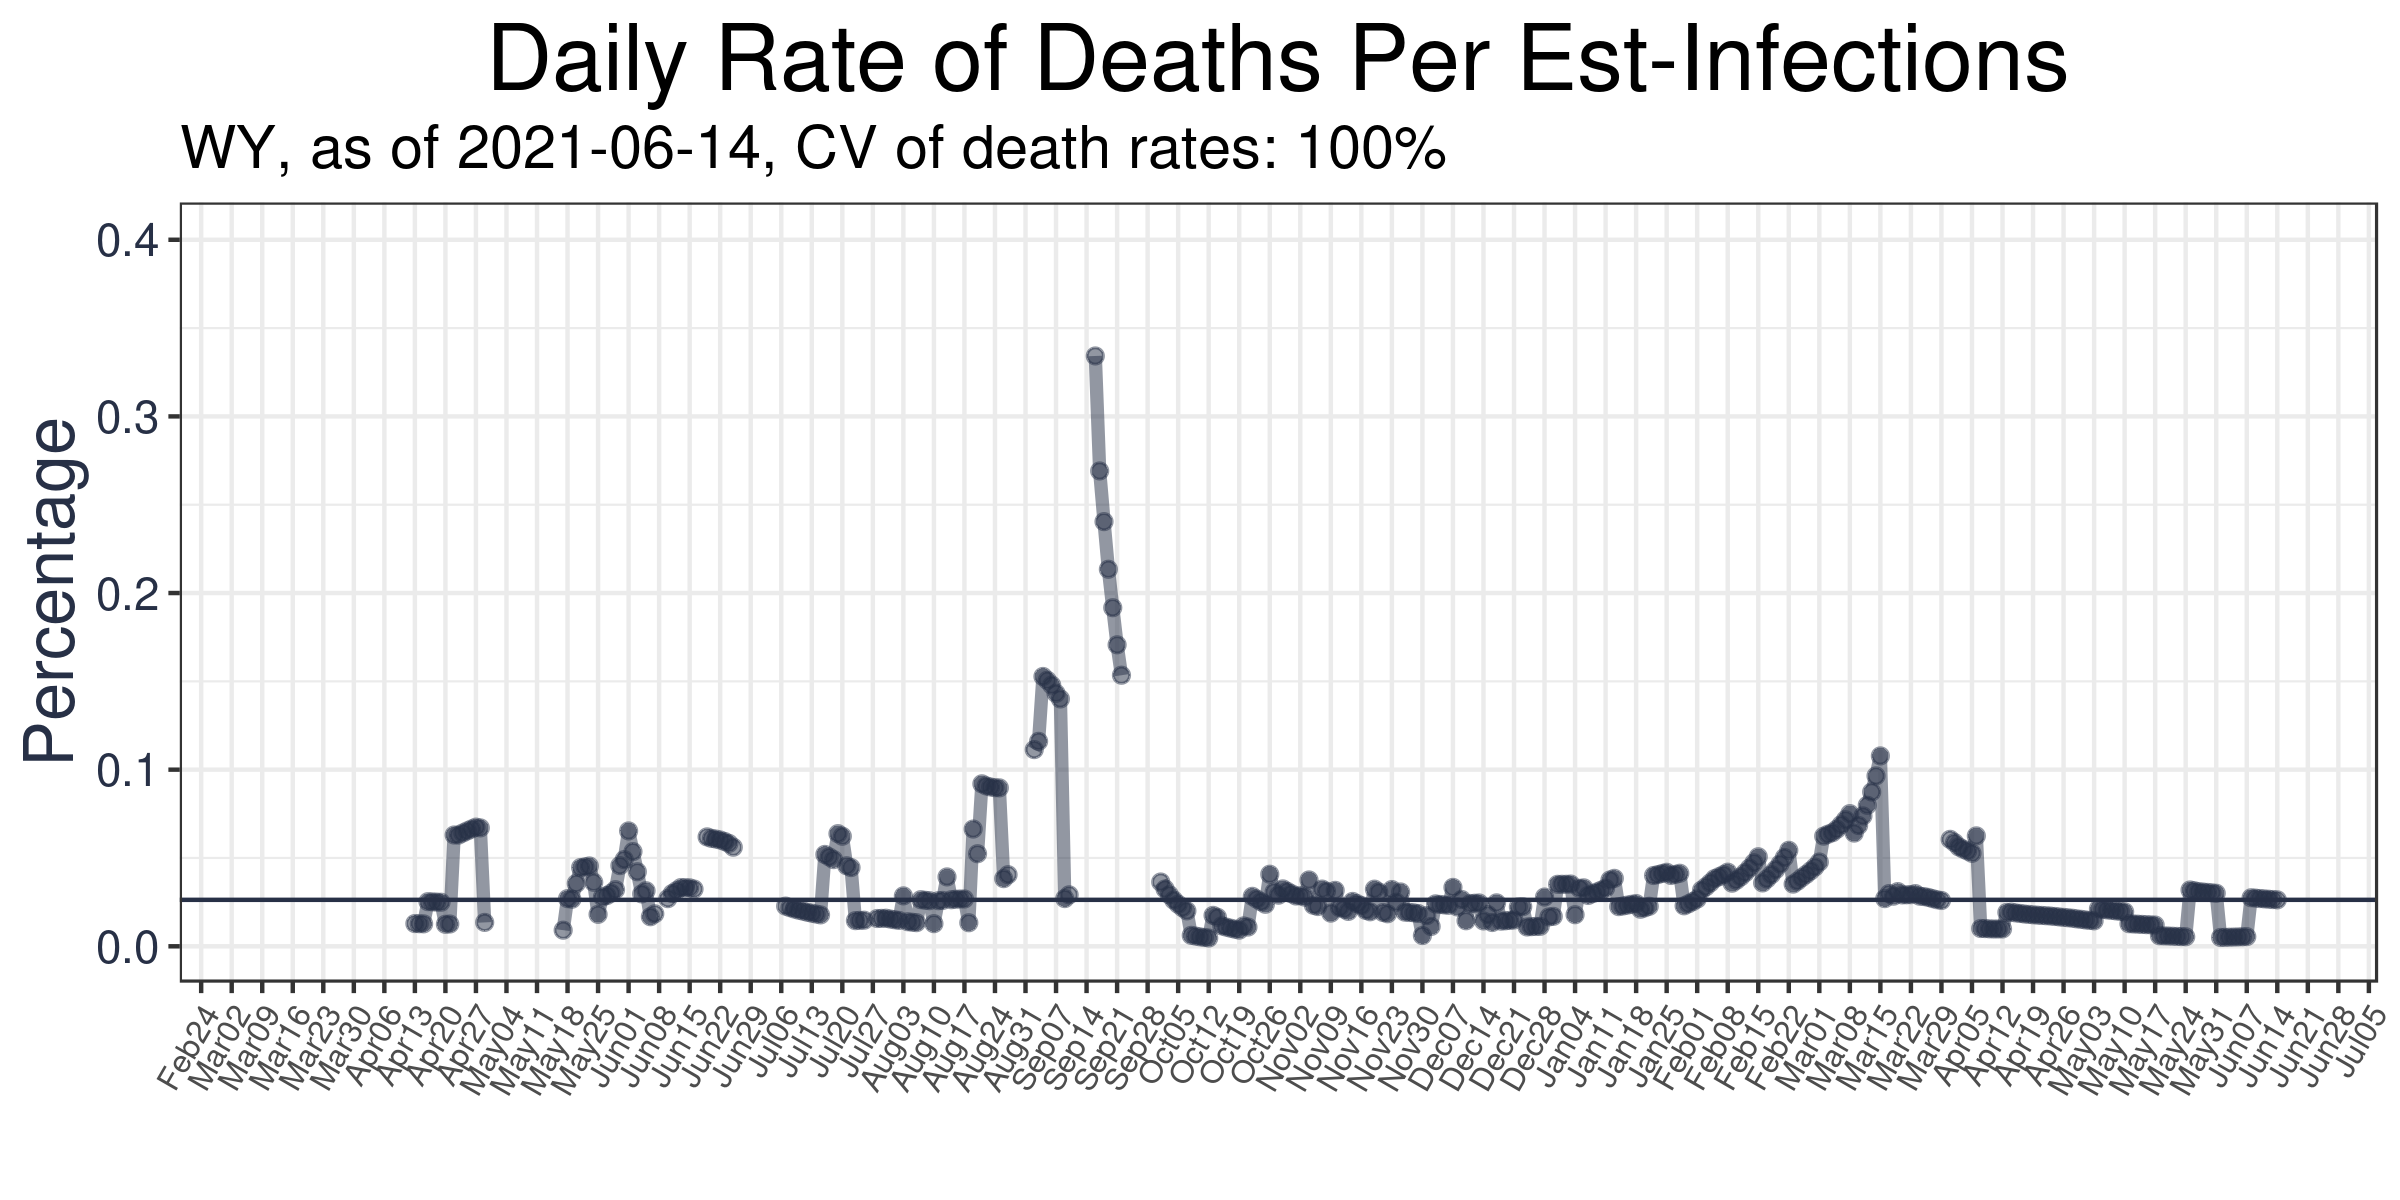 Daily Rate of Deaths Per Est-Infections
WY, as of 2021-06-14, CV of death rates: 100%
Percentage
0.4
0.3
0.2
0.1
0.0
Feb24
Mar02
Mar09
Mar16
Mar23
Mar30
Apr06
Apr13
Apr20
Apr27
May04
May11
May18
May25
Jun01
Jun08
Jun15
Jun22
Jun29
Jul06
Jul13
Jul20
Jul27
Aug03
Aug10
Aug17
Aug24
Aug31
Sep07
Sep14
Sep21
Sep28
Oct05
Oct12
Oct19
Oct26
Nov02
Nov09
Nov16
Nov23
Nov30
Dec07
Dec14
Dec21
Dec28
Jan04
Jan11
Jan18
Jan25
Feb01
Feb08
Feb15
Feb22
Mar01
Mar08
Mar15
Mar22
Mar29
Apr05
Apr12
Apr19
Apr26
May03
May10
May17
May24
May31
Jun07
Jun14
Jun21
Jun28
Jul05